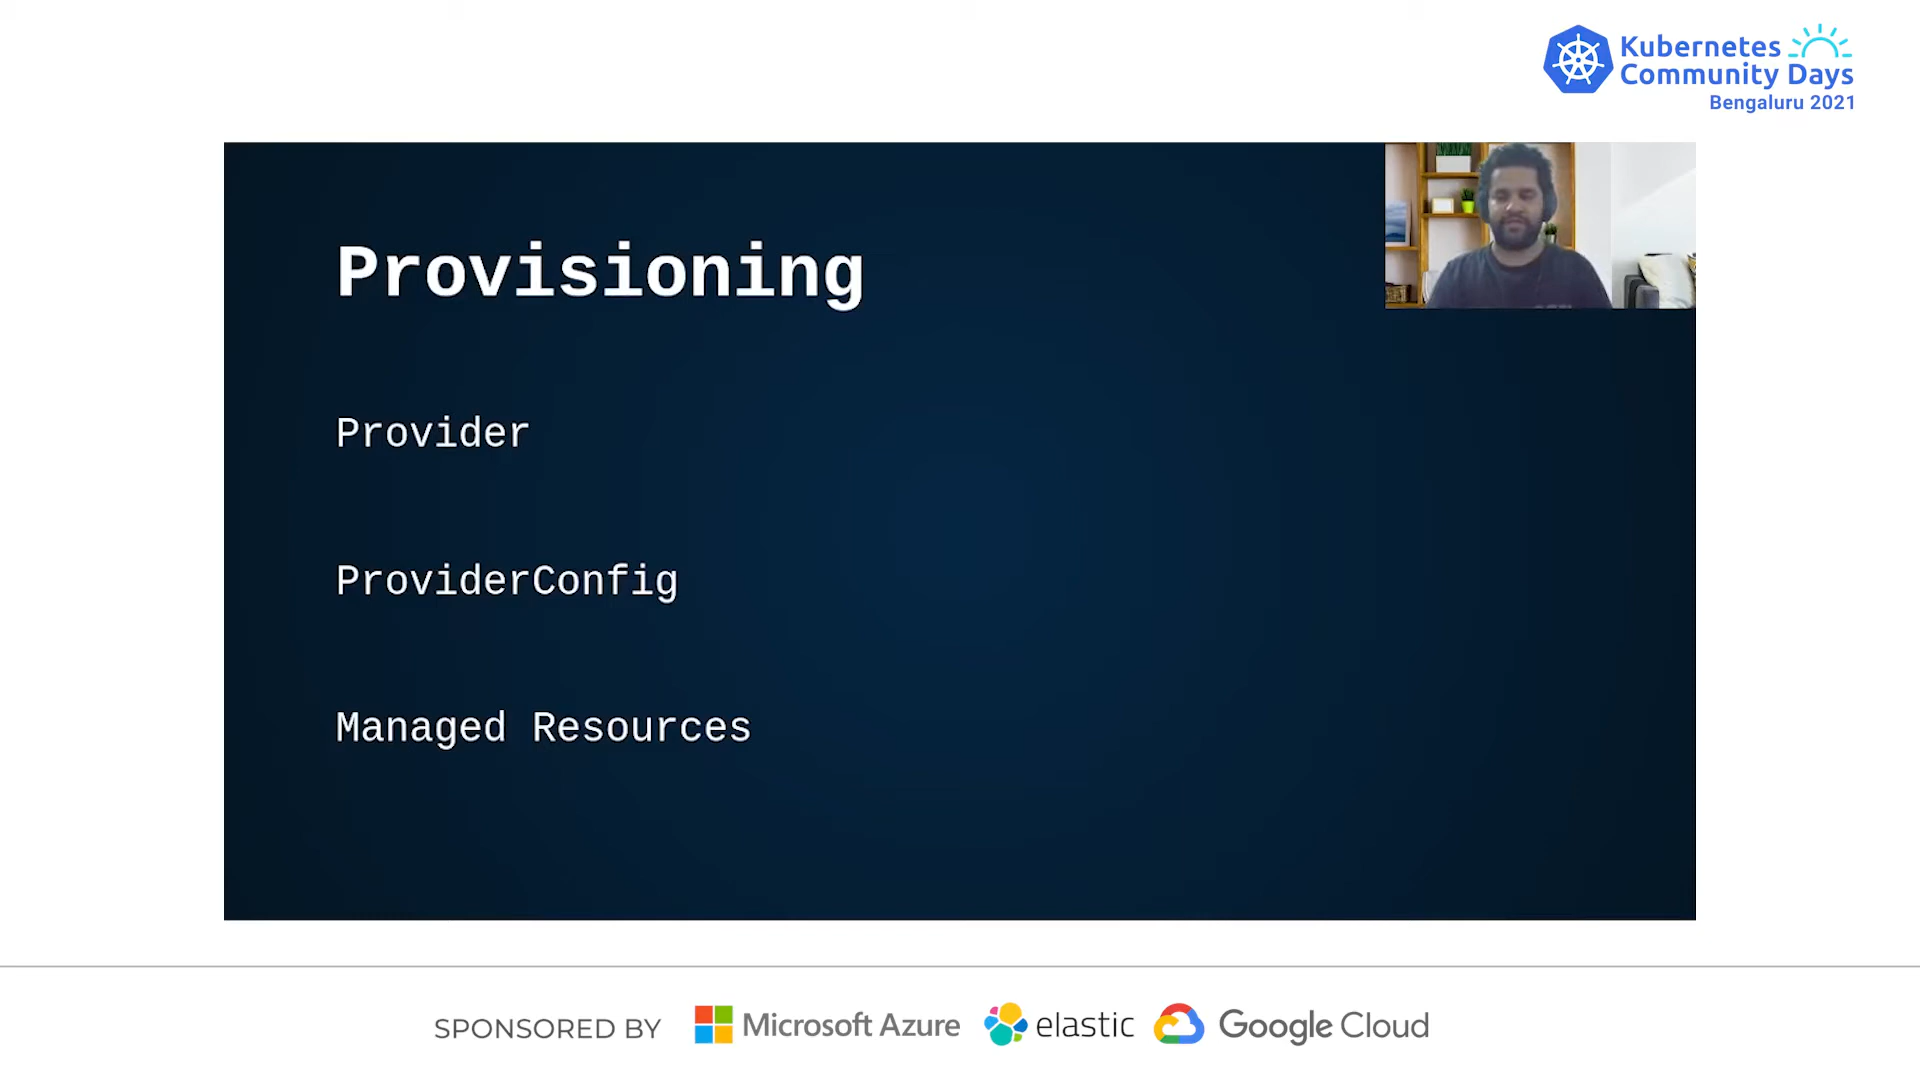 Kubernetes
Community Days
Bengaluru 2021
Provisioning
Provider
ProviderConfig
Managed Resources
SPONSORED BY
Microsoft Azure
elastic
Google Cloud